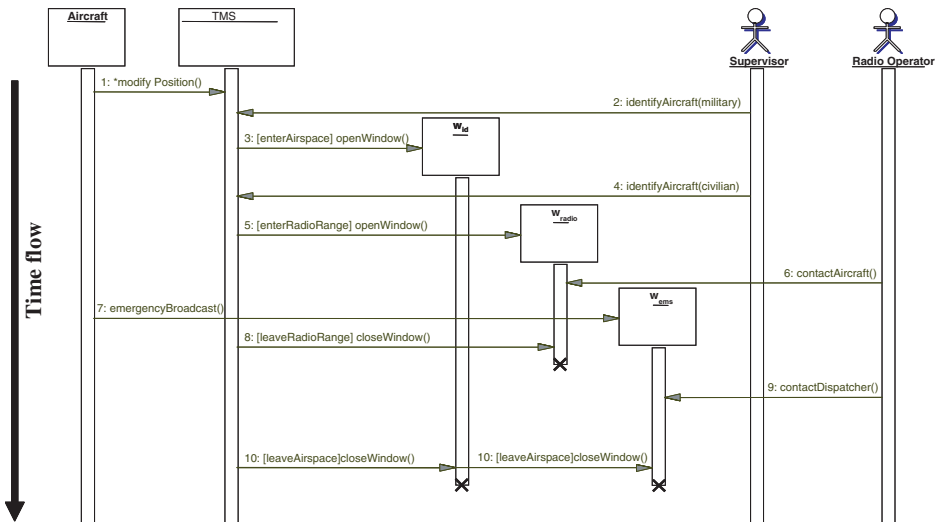 Aircraft
TMS
Supervisor
Radio Operator
1: *modify Position()
2: identifyAircraft(military)
w_id
3: [enterAirspace] openWindow()
4: identifyAircraft(civilian)
w_radio
5: [enterRadioRange] openWindow()
6: contactAircraft()
w_ems
7: emergencyBroadcast()
8: [leaveRadioRange] closeWindow()
9: contactDispatcher()
10: [leaveAirspace]closeWindow()
10: [leaveAirspace]closeWindow()
Time flow